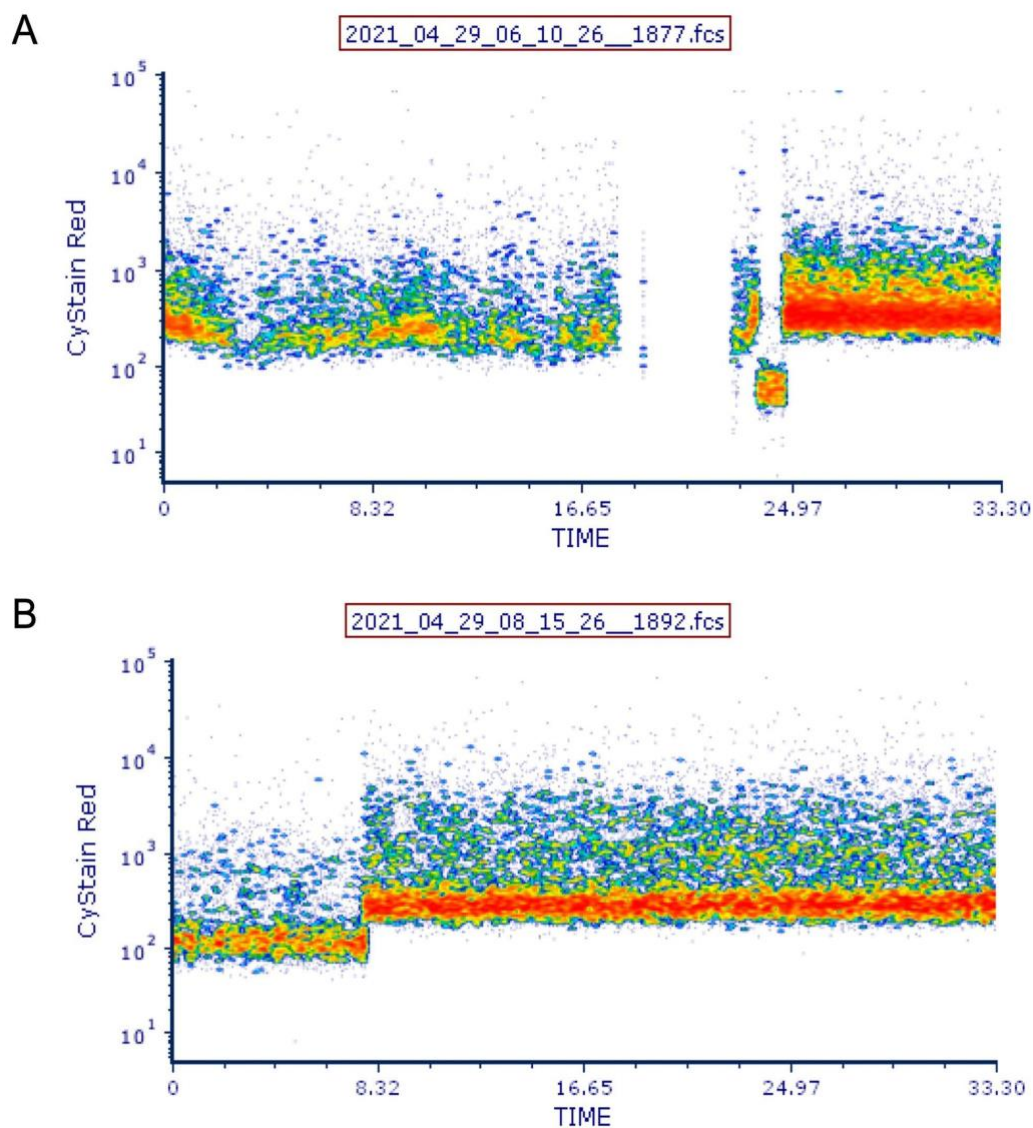 A
2021_04_29_06_10_26__1877.fcs
CyStain Red
10^5
10^4
10^3
10^2
10^1
0 8.32 16.65 24.97 33.30
TIME
B
2021_04_29_08_15_26__1892.fcs
CyStain Red
10^5
10^4
10^3
10^2
10^1
0 8.32 16.65 24.97 33.30
TIME